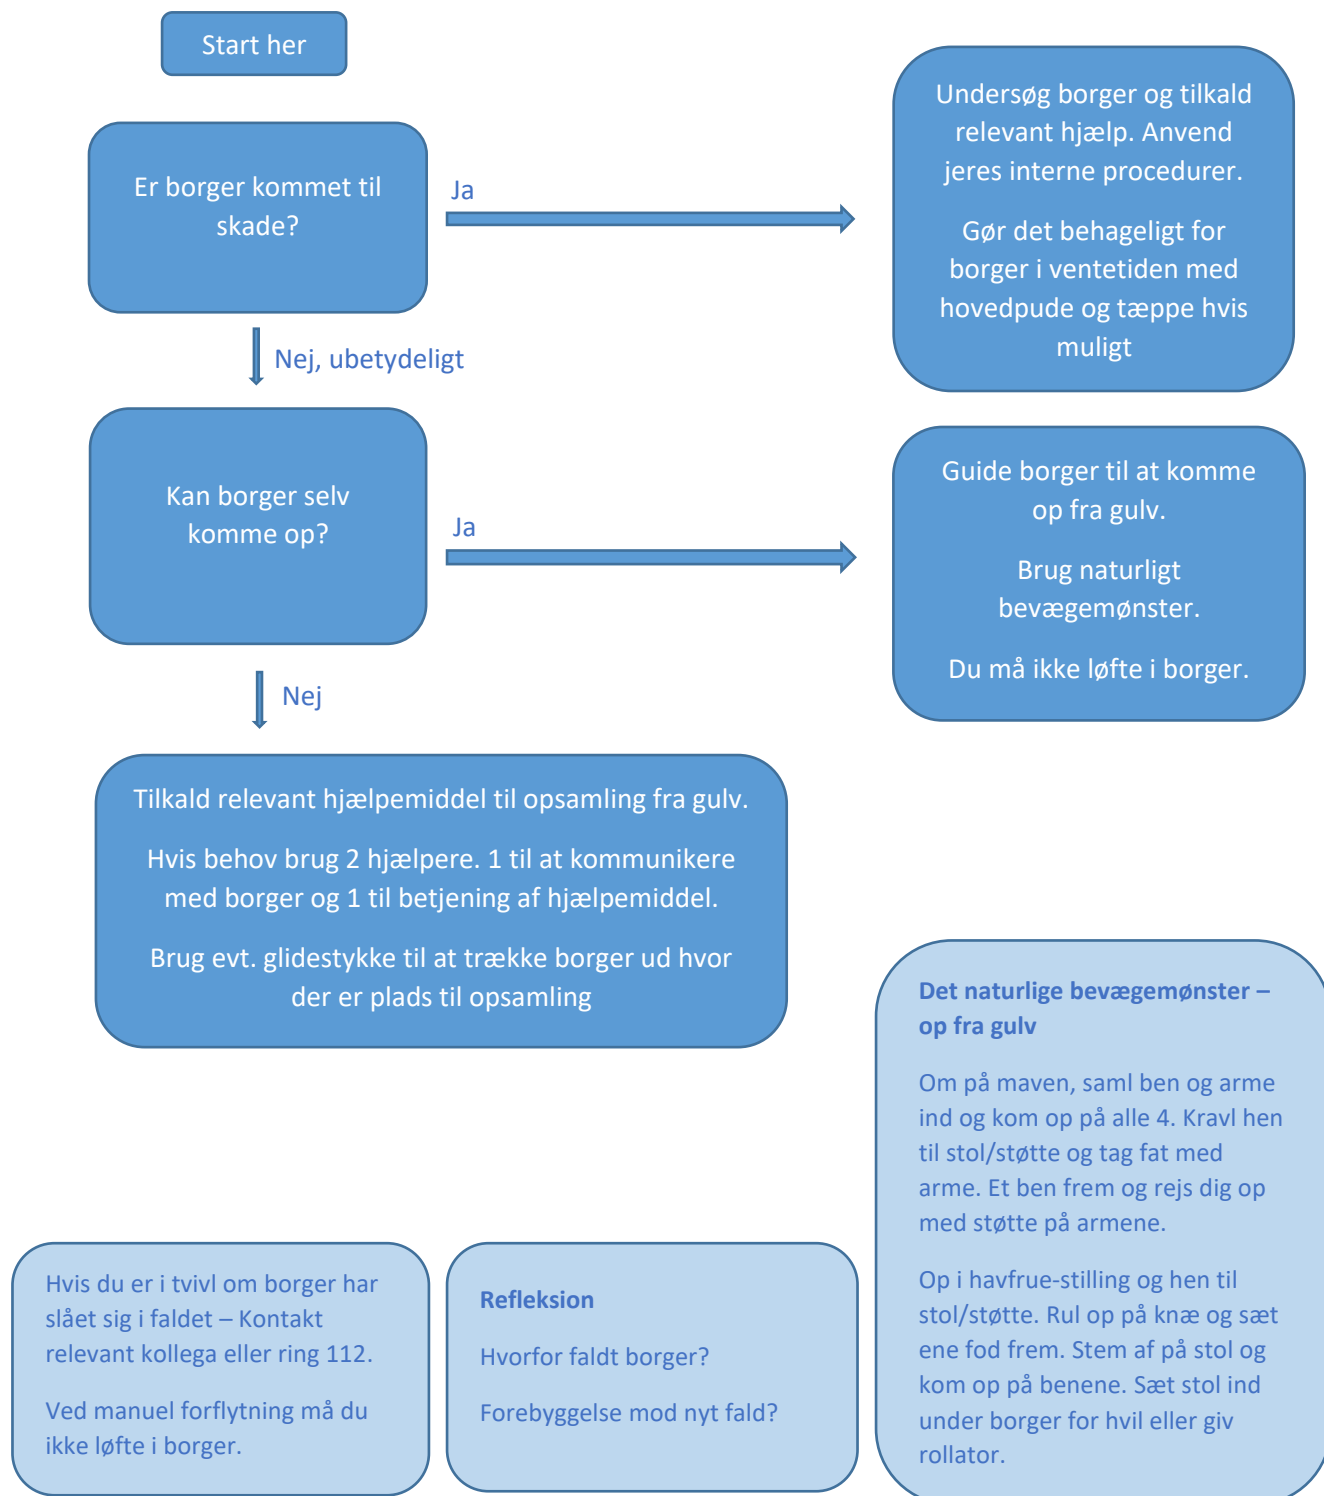 Start her
Er borger kommet til
skade?
Ja
Undersøg borger og tilkald
relevant hjælp. Anvend
jeres interne procedurer.
Gør det behageligt for
borger i ventetiden med
hovedpude og tæppe hvis
muligt
Nej, ubetydeligt
Kan borger selv
komme op?
Ja
Guide borger til at komme
op fra gulv.
Brug naturligt
bevægemønster.
Du må ikke løfte i borger.
Nej
Tilkald relevant hjælpemiddel til opsamling fra gulv.
Hvis behov brug 2 hjælpere. 1 til at kommunikere
med borger og 1 til betjening af hjælpemiddel.
Brug evt. glidestykke til at trække borger ud hvor
der er plads til opsamling
Det naturlige bevægemønster –
op fra gulv
Om på maven, saml ben og arme
ind og kom op på alle 4. Kravl hen
til stol/støtte og tag fat med
arme. Et ben frem og rejs dig op
med støtte på armene.
Op i havfrue-stilling og hen til
stol/støtte. Rul op på knæ og sæt
ene fod frem. Stem af på stol og
kom op på benene. Sæt stol ind
under borger for hvil eller giv
rollator.
Hvis du er i tvivl om borger har
slået sig i faldet – Kontakt
relevant kollega eller ring 112.
Ved manuel forflytning må du
ikke løfte i borger.
Refleksion
Hvorfor faldt borger?
Forebyggelse mod nyt fald?